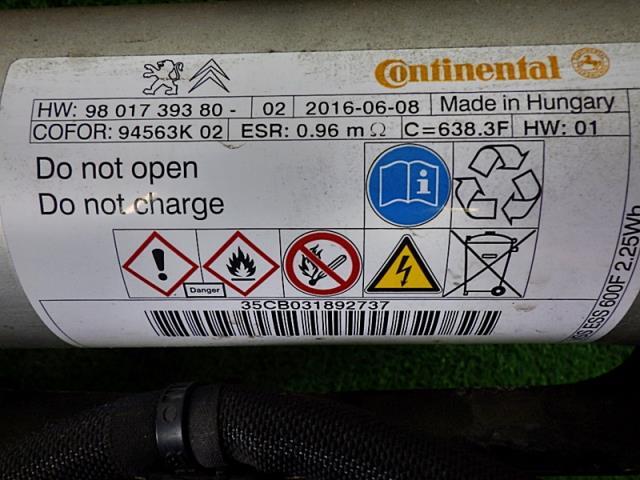 Continental
HW: 98 017 393 80 - 02 2016-06-08 Made in Hungary
COFOR: 94563K 02 ESR: 0.96 mΩ C=638.3F HW: 01
Do not open
Do not charge
Danger
35CB031892737
ESS 600F 2.25Wh